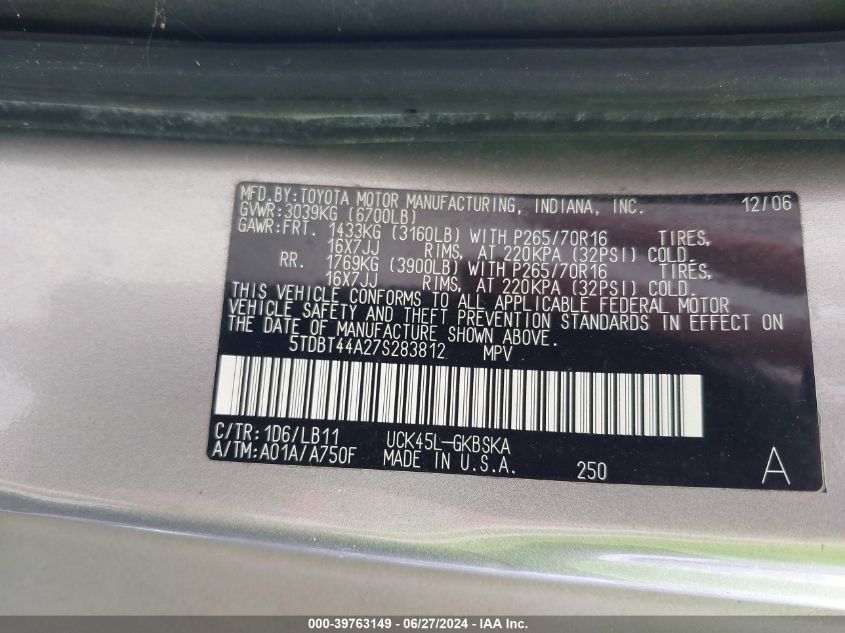 MFD.BY:TOYOTA MOTOR MANUFACTURING, INDIANA, INC. 12/06
GVWR:3039KG (6700LB)
GAWR:FRT. 1433KG (3160LB) WITH P265/70R16 TIRES,
16X7JJ RIMS, AT 220KPA (32PSI) COLD.
RR. 1769KG (3900LB) WITH P265/70R16 TIRES,
16X7JJ RIMS, AT 220KPA (32PSI) COLD.
THIS VEHICLE CONFORMS TO ALL APPLICABLE FEDERAL MOTOR
VEHICLE SAFETY AND THEFT PREVENTION STANDARDS IN EFFECT ON
THE DATE OF MANUFACTURE SHOWN ABOVE.
5TDBT44A27S283812 MPV
C/TR:1D6/LB11 UCK45L-GKBSKA
A/TM:A01A/A750F MADE IN U.S.A. 250 A
000-39763149 - 06/27/2024 - IAA Inc.